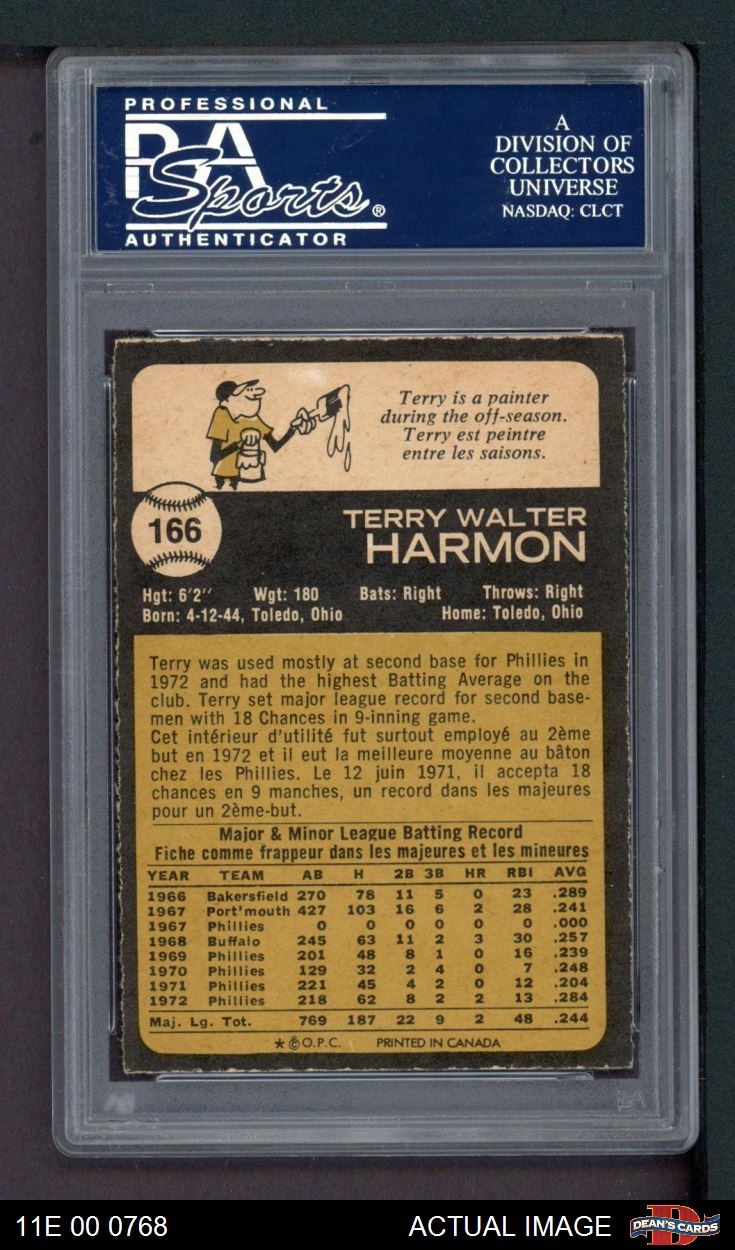 PROFESSIONAL
PSA
Sports®
AUTHENTICATOR
A
DIVISION OF
COLLECTORS
UNIVERSE
NASDAQ: CLCT
Terry is a painter
during the off-season.
Terry est peintre
entre les saisons.
166
TERRY WALTER
HARMON
Hgt: 6'2" Wgt: 180 Bats: Right Throws: Right
Born: 4-12-44, Toledo, Ohio Home: Toledo, Ohio
Terry was used mostly at second base for Phillies in
1972 and had the highest Batting Average on the
club. Terry set major league record for second base-
men with 18 Chances in 9-inning game.
Cet intérieur d'utilité fut surtout employé au 2ème
but en 1972 et il eut la meilleure moyenne au bâton
chez les Phillies. Le 12 juin 1971, il accepta 18
chances en 9 manches, un record dans les majeures
pour un 2ème-but.
Major & Minor League Batting Record
Fiche comme frappeur dans les majeures et les mineures
YEAR TEAM AB H 2B 3B HR RBI AVG
1966 Bakersfield 270 78 11 5 0 23 .289
1967 Port'mouth 427 103 16 6 2 28 .241
1967 Phillies 0 0 0 0 0 0 .000
1968 Buffalo 245 63 11 2 3 30 .257
1969 Phillies 201 48 8 1 0 16 .239
1970 Phillies 129 32 2 4 0 7 .248
1971 Phillies 221 45 4 2 0 12 .204
1972 Phillies 218 62 8 2 2 13 .284
Maj. Lg. Tot. 769 187 22 9 2 48 .244
* © O.P.C. PRINTED IN CANADA
11E 00 0768 ACTUAL IMAGE DEAN'S CARDS